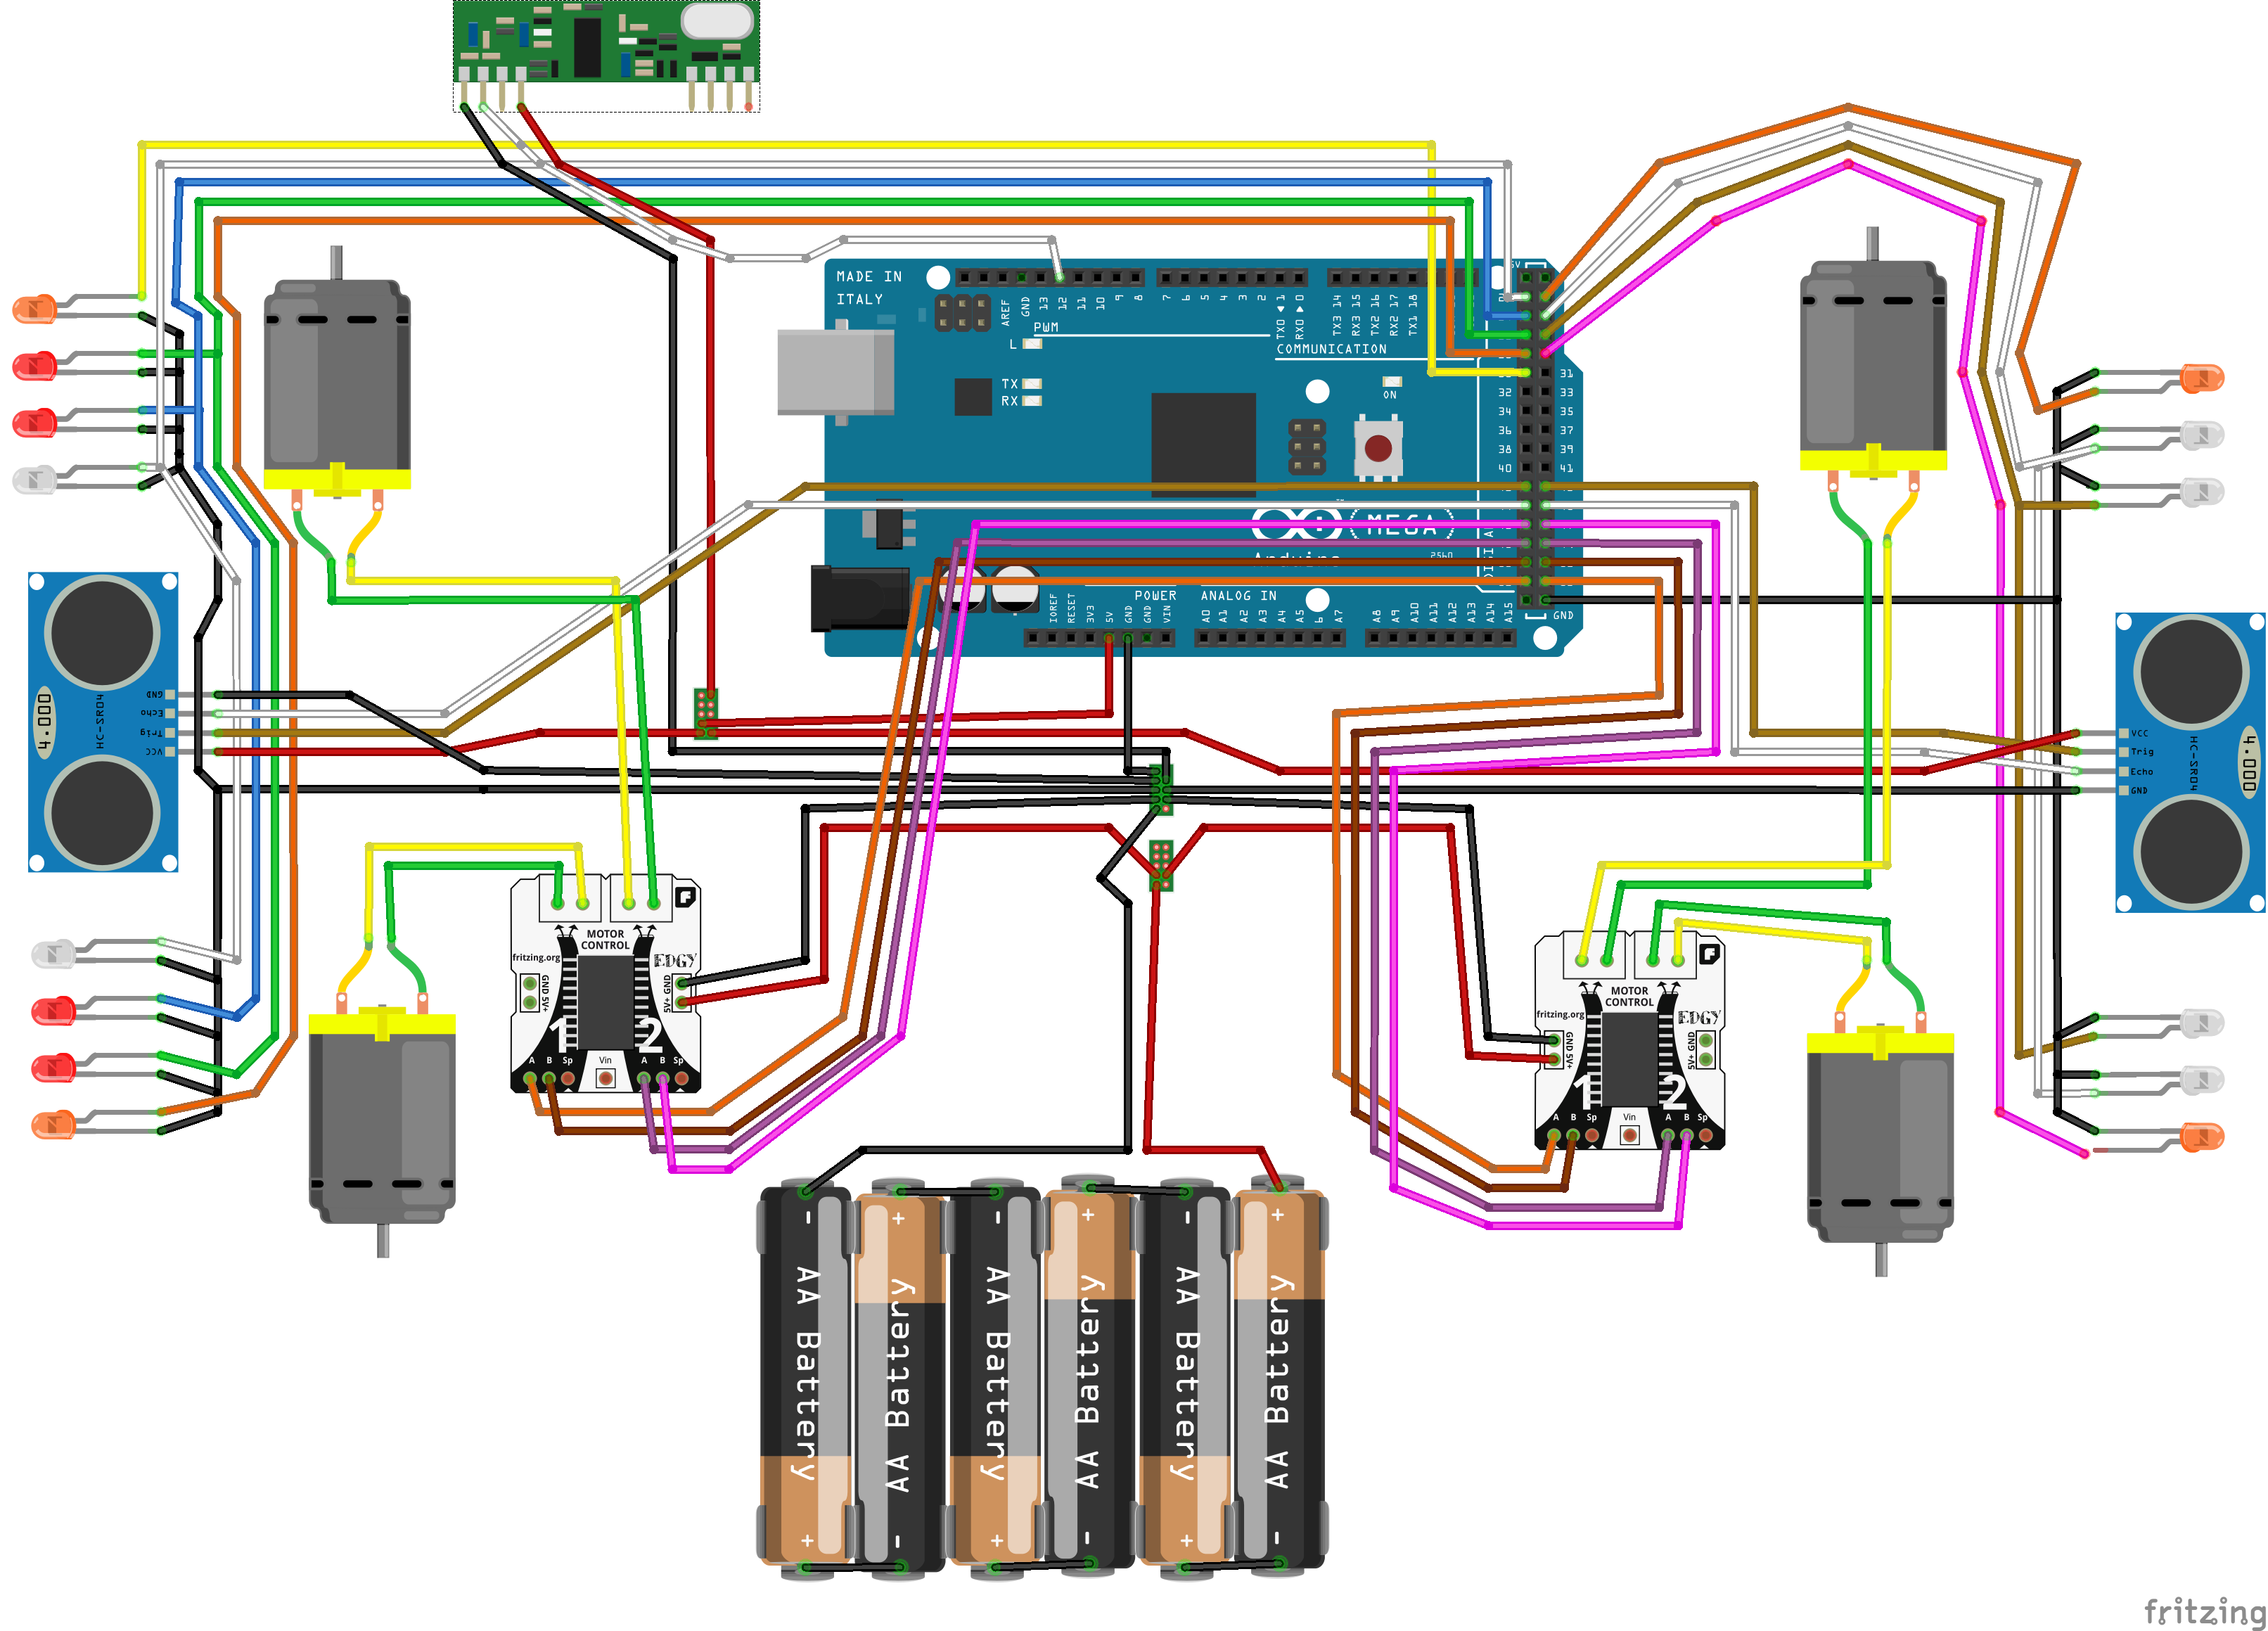 MADE IN
ITALY
AREF
GND
13
12
11
10
9
8
7
6
5
4
3
2
TX0 ◀ 1
RX0 ▶ 0
TX3 14
RX3 15
TX2 16
RX2 17
TX1 18
PWM
L
COMMUNICATION
TX
RX
ON
31
32
33
34
35
36
37
38
39
40
41
MEGA
2560
Arduino
POWER
ANALOG IN
IOREF
RESET
3V3
5V
GND
GND
VIN
A0
A1
A2
A3
A4
A5
A6
A7
A8
A9
A10
A11
A12
A13
A14
A15
GND
4.000
HC-SR04
GND
Echo
Trig
VCC
VCC
Trig
Echo
GND
HC-SR04
4.000
MOTOR
CONTROL
fritzing.org
EDGY
GND 5V+
5V+ GND
1
2
A B Sp
Vin
A B Sp
MOTOR
CONTROL
fritzing.org
EDGY
GND 5V+
5V+ GND
1
2
A B Sp
Vin
A B Sp
- AA Battery +
+ AA Battery -
- AA Battery +
+ AA Battery -
- AA Battery +
+ AA Battery -
fritzing